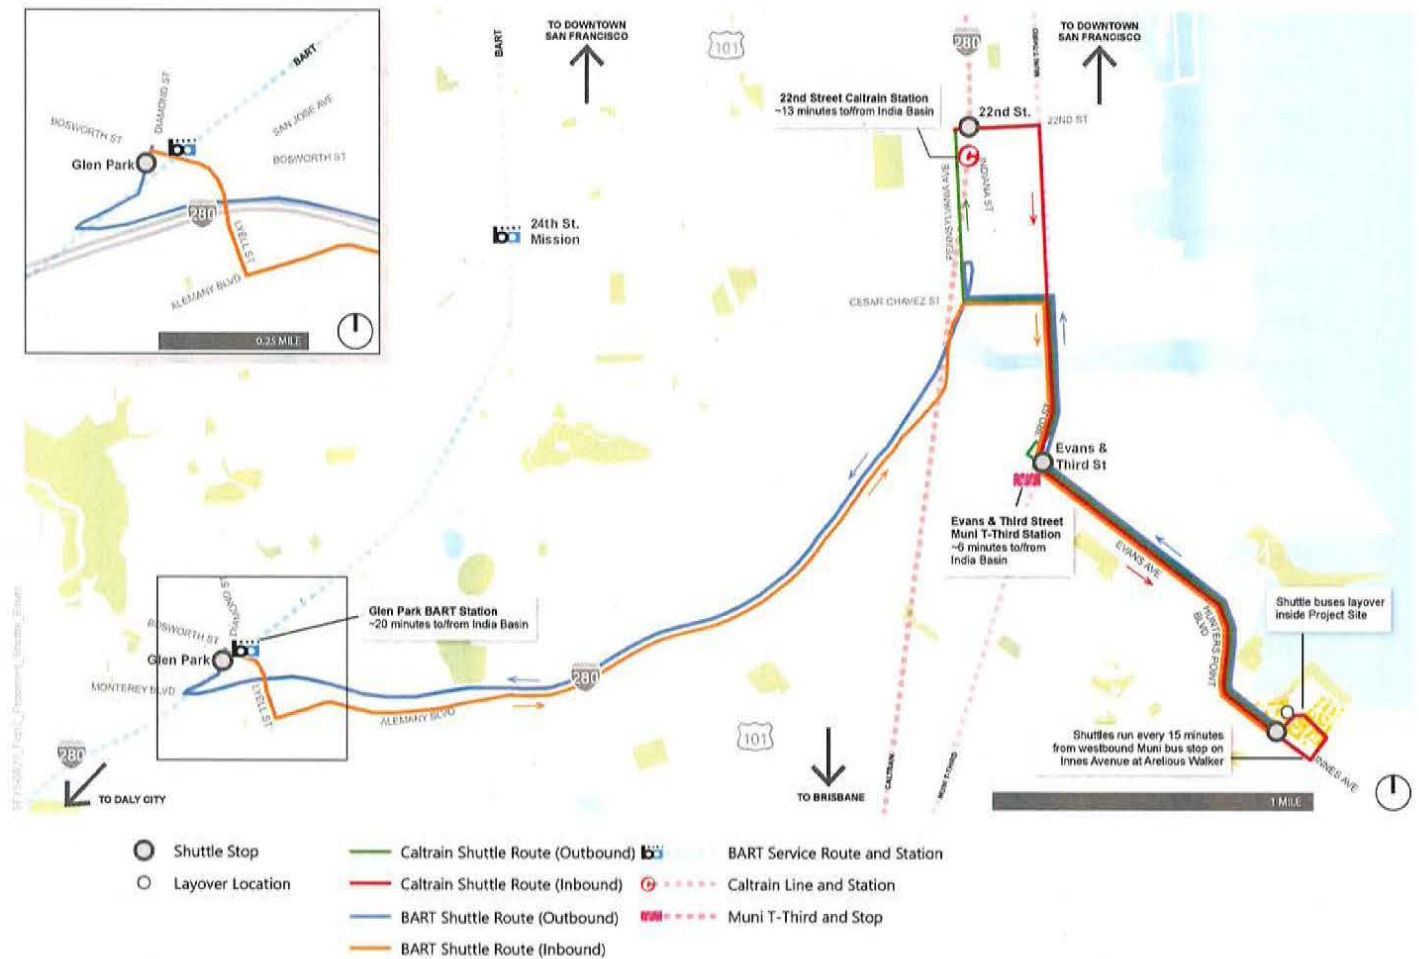 BART
DIAMOND ST
SAN JOSE AVE
BOSWORTH ST
BOSWORTH ST
Glen Park
280
LYELL ST
ALEMANY BLVD
0.25 MILE
BART
TO DOWNTOWN
SAN FRANCISCO
101
280
MUNI T-THIRD
TO DOWNTOWN
SAN FRANCISCO
22nd Street Caltrain Station
~13 minutes to/from India Basin
22nd St.
22ND ST
C
INDIANA ST
PENNSYLVANIA AVE
24th St.
Mission
CESAR CHAVEZ ST
3RD ST
Evans &
Third St
Evans & Third Street
Muni T-Third Station
~6 minutes to/from
India Basin
EVANS AVE
HUNTERS POINT
BLVD
Shuttle buses layover
inside Project Site
Glen Park BART Station
~20 minutes to/from India Basin
BOSWORTH ST
DIAMOND ST
Glen Park
MONTEREY BLVD
LYELL ST
ALEMANY BLVD
280
101
Shuttles run every 15 minutes
from westbound Muni bus stop on
Innes Avenue at Arelious Walker
INNES AVE
280
TO DALY CITY
TO BRISBANE
CALTRAIN
MUNI T-THIRD
1 MILE
Shuttle Stop
Layover Location
Caltrain Shuttle Route (Outbound)
Caltrain Shuttle Route (Inbound)
BART Shuttle Route (Outbound)
BART Shuttle Route (Inbound)
ba
BART Service Route and Station
C
Caltrain Line and Station
Muni T-Third and Stop